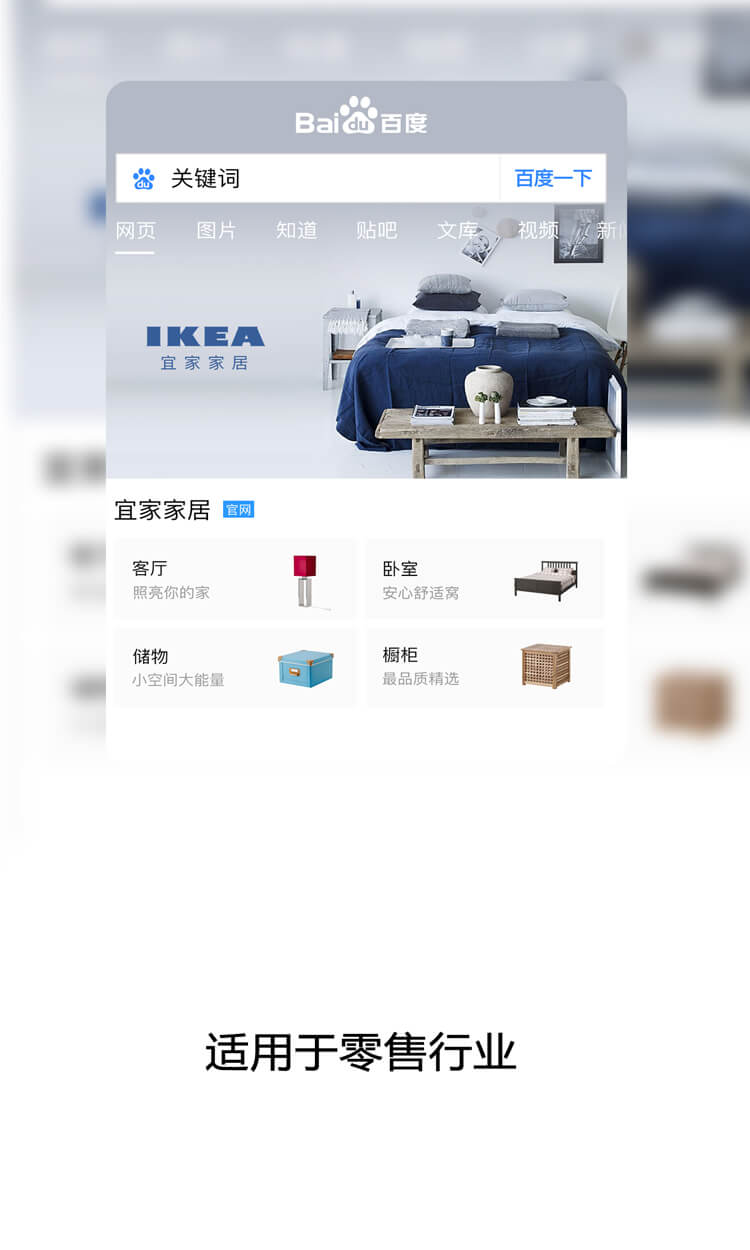 Baidu百度
du 关键词 百度一下
网页 图片 知道 贴吧 文库 视频 新
IKEA
宜家家居
宜家家居 官网
客厅
照亮你的家
卧室
安心舒适窝
储物
小空间大能量
橱柜
最品质精选
适用于零售行业